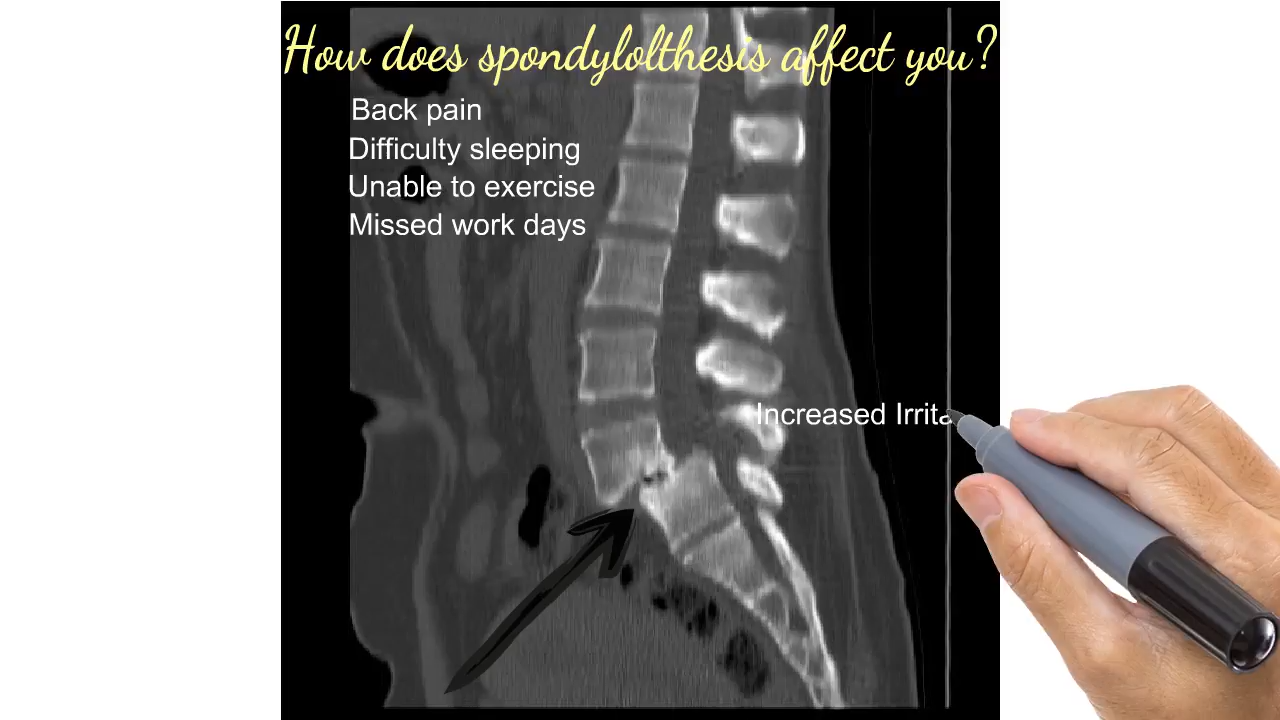 How does spondylolthesis affect you?
Back pain
Difficulty sleeping
Unable to exercise
Missed work days
Increased Irrita